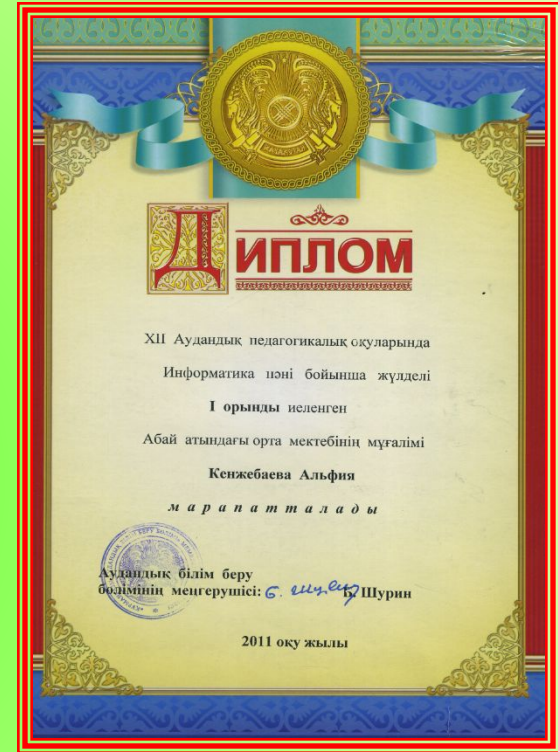 ҚАЗАҚСТАН
ДИПЛОМ
XII Аудандық педагогикалық оқуларында
Информатика пәні бойынша жүлделі
I орынды иеленген
Абай атындағы орта мектебінің мұғалімі
Кенжебаева Альфия
марапатталады
Аудандық білім беру
бөлімінің меңгерушісі: Б. Шурин
2011 оқу жылы